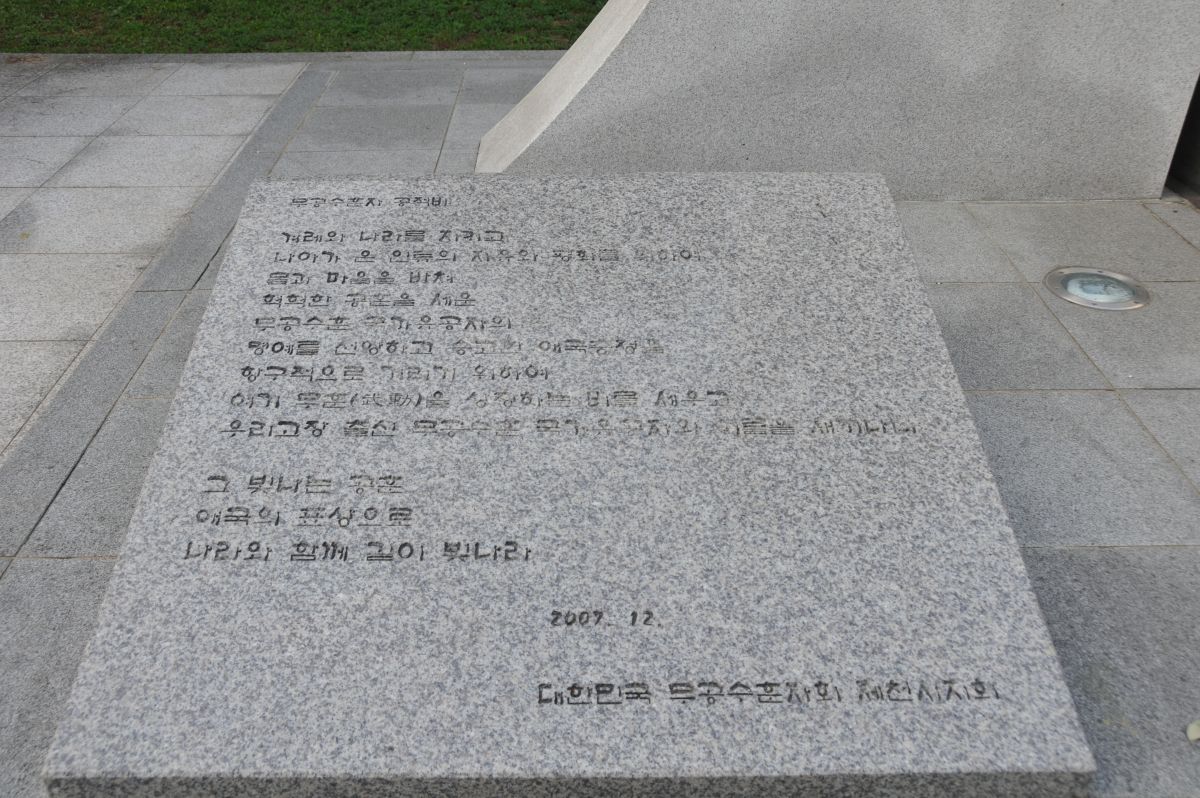 무공수훈자 공적비
겨레와 나라를 지키고
나아가 온 인류의 자유와 평화를 위하여
몸과 마음을 바쳐
혁혁한 공훈을 세운
무공수훈 국가유공자의
명예를 선양하고 숭고한 애국충정을
항구적으로 기리기 위하여
여기 무훈(武勳)을 상징하는 비를 세우고
우리고장 출신 무공수훈 국가유공자의 이름을 새기나니
그 빛나는 공훈
애국의 표상으로
나라와 함께 길이 빛나라
2007. 12.
대한민국 무공수훈자회 제천시지회